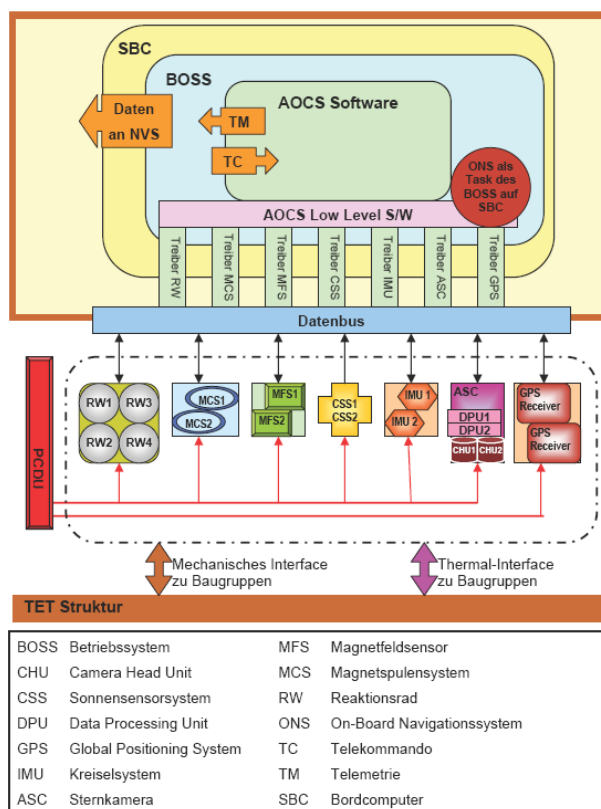 SBC
BOSS
AOCS Software
Daten
an NVS
TM
TC
ONS als
Task des
BOSS auf
SBC
AOCS Low Level S/W
Treiber RW
Treiber MCS
Treiber MFS
Treiber CSS
Treiber IMU
Treiber ASC
Treiber GPS
Datenbus
PCDU
RW1
RW3
RW2
RW4
MCS1
MCS2
MFS1
MFS2
CSS1
CSS2
IMU 1
IMU 2
ASC
DPU1
DPU2
CHU1
CHU2
GPS
Receiver
GPS
Receiver
Mechanisches Interface
zu Baugruppen
Thermal-Interface
zu Baugruppen
TET Struktur
BOSS Betriebssystem
CHU Camera Head Unit
CSS Sonnensensorsystem
DPU Data Processing Unit
GPS Global Positioning System
IMU Kreiselsystem
ASC Sternkamera
MFS Magnetfeldsensor
MCS Magnetspulensystem
RW Reaktionsrad
ONS On-Board Navigationssystem
TC Telekommando
TM Telemetrie
SBC Bordcomputer